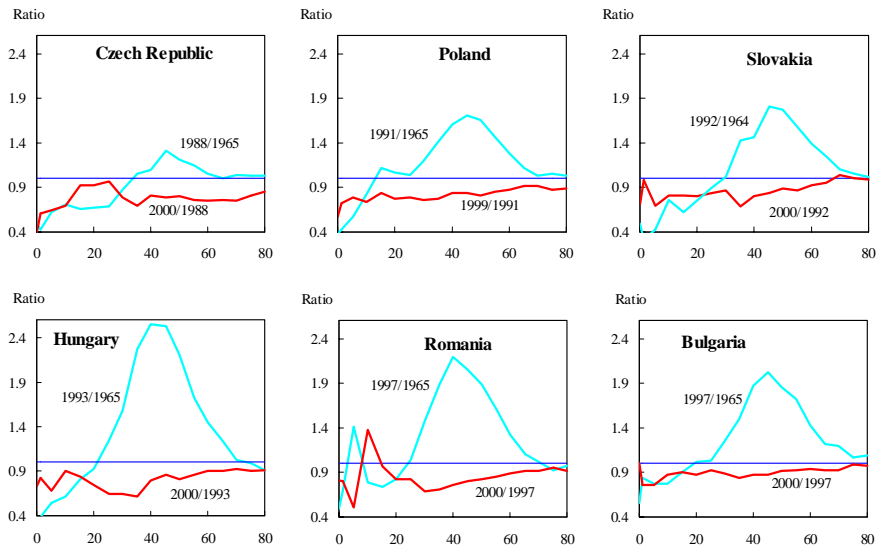 Ratio Ratio Ratio
Czech Republic Poland Slovakia
2.4 2.4 2.4
1.9 1.9 1.9
1988/1965 1991/1965 1992/1964
1.4 1.4 1.4
0.9 0.9 0.9
2000/1988 1999/1991 2000/1992
0.4 0.4 0.4
0 20 40 60 80 0 20 40 60 80 0 20 40 60 80
Ratio Ratio Ratio
Hungary Romania Bulgaria
2.4 2.4 2.4
1.9 1.9 1.9
1993/1965 1997/1965 1997/1965
1.4 1.4 1.4
0.9 0.9 0.9
2000/1993 2000/1997 2000/1997
0.4 0.4 0.4
0 20 40 60 80 0 20 40 60 80 0 20 40 60 80